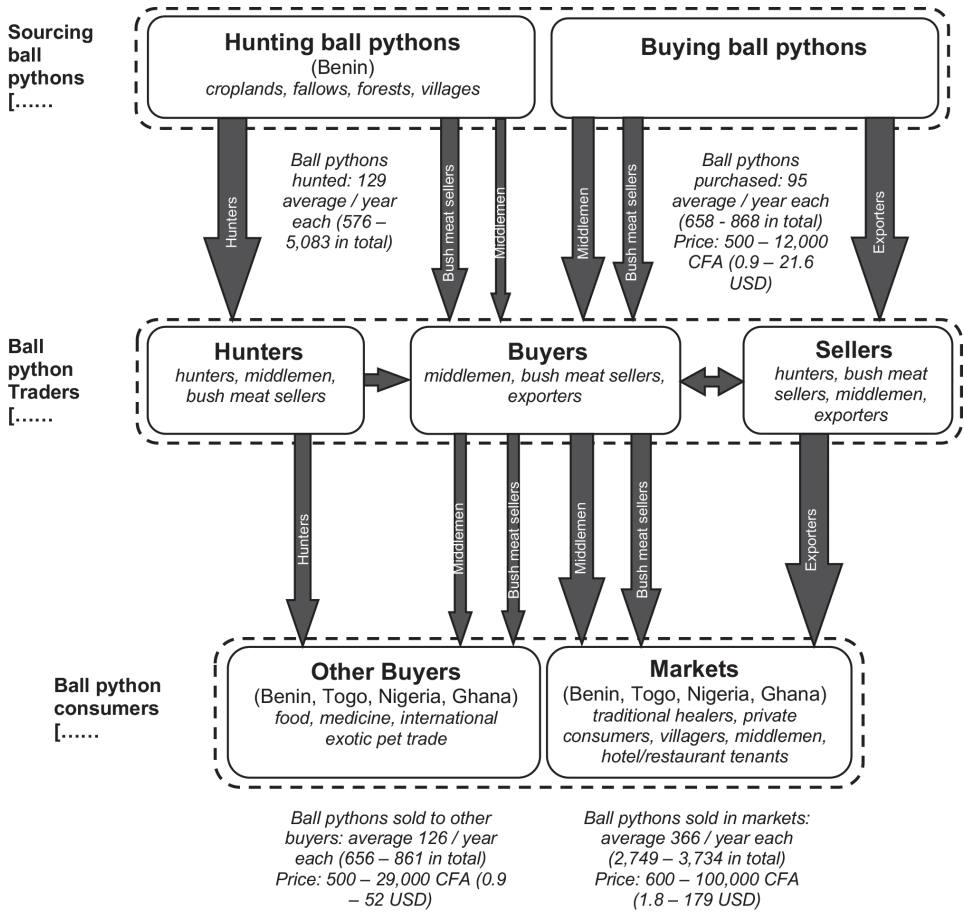 Sourcing
ball
pythons
[……
Hunting ball pythons
(Benin)
croplands, fallows, forests, villages
Buying ball pythons
Hunters
Ball pythons
hunted: 129
average / year
each (576 –
5,083 in total)
Bush meat sellers
Middlemen
Middlemen
Bush meat sellers
Ball pythons
purchased: 95
average / year each
(658 - 868 in total)
Price: 500 – 12,000
CFA (0.9 – 21.6
USD)
Exporters
Ball
python
Traders
[……
Hunters
hunters, middlemen,
bush meat sellers
Buyers
middlemen, bush meat sellers,
exporters
Sellers
hunters, bush meat
sellers, middlemen,
exporters
Hunters
Middlemen
Bush meat sellers
Middlemen
Bush meat sellers
Exporters
Ball python
consumers
[……
Other Buyers
(Benin, Togo, Nigeria, Ghana)
food, medicine, international
exotic pet trade
Markets
(Benin, Togo, Nigeria, Ghana)
traditional healers, private
consumers, villagers, middlemen,
hotel/restaurant tenants
Ball pythons sold to other
buyers: average 126 / year
each (656 – 861 in total)
Price: 500 – 29,000 CFA (0.9
– 52 USD)
Ball pythons sold in markets:
average 366 / year each
(2,749 – 3,734 in total)
Price: 600 – 100,000 CFA
(1.8 – 179 USD)